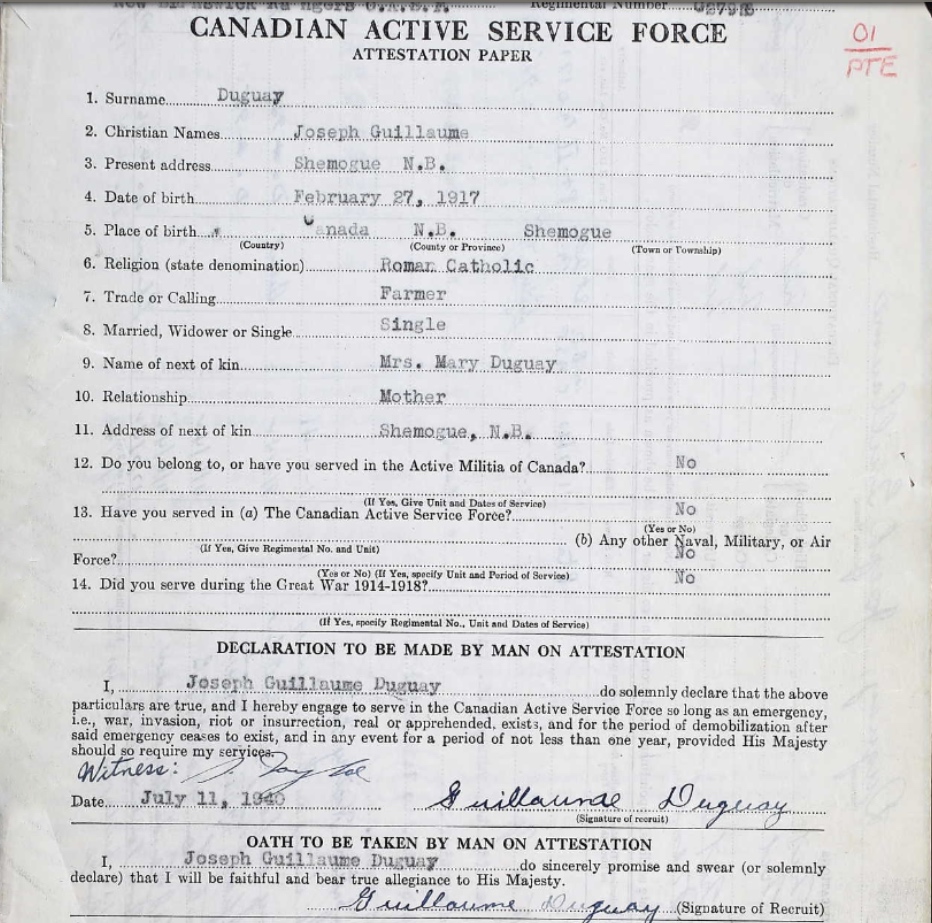 New Brunswick Rangers C.A.S.F. Regimental Number
CANADIAN ACTIVE SERVICE FORCE
ATTESTATION PAPER
01
PTE
1. Surname Duguay
2. Christian Names Joseph Guillaume
3. Present address Shemogue N.B.
4. Date of birth February 27, 1917
5. Place of birth Canada N.B. Shemogue
(Country) (County or Province) (Town or Township)
6. Religion (state denomination) Roman Catholic
7. Trade or Calling Farmer
8. Married, Widower or Single Single
9. Name of next of kin Mrs. Mary Duguay
10. Relationship Mother
11. Address of next of kin Shemogue, N.B.
12. Do you belong to, or have you served in the Active Militia of Canada? No
(If Yes, Give Unit and Dates of Service)
13. Have you served in (a) The Canadian Active Service Force? No
(Yes or No)
(If Yes, Give Regimental No. and Unit) (b) Any other Naval, Military, or Air
Force? No
(Yes or No) (If Yes, specify Unit and Period of Service)
14. Did you serve during the Great War 1914-1918? No
(If Yes, specify Regimental No., Unit and Dates of Service)
DECLARATION TO BE MADE BY MAN ON ATTESTATION
I, Joseph Guillaume Duguay do solemnly declare that the above
particulars are true, and I hereby engage to serve in the Canadian Active Service Force so long as an emergency,
i.e., war, invasion, riot or insurrection, real or apprehended, exists, and for the period of demobilization after
said emergency ceases to exist, and in any event for a period of not less than one year, provided His Majesty
should so require my services.
Witness:
Date July 11, 1940 Guillaume Duguay
(Signature of recruit)
OATH TO BE TAKEN BY MAN ON ATTESTATION
I, Joseph Guillaume Duguay do sincerely promise and swear (or solemnly
declare) that I will be faithful and bear true allegiance to His Majesty.
Guillaume Duguay (Signature of Recruit)